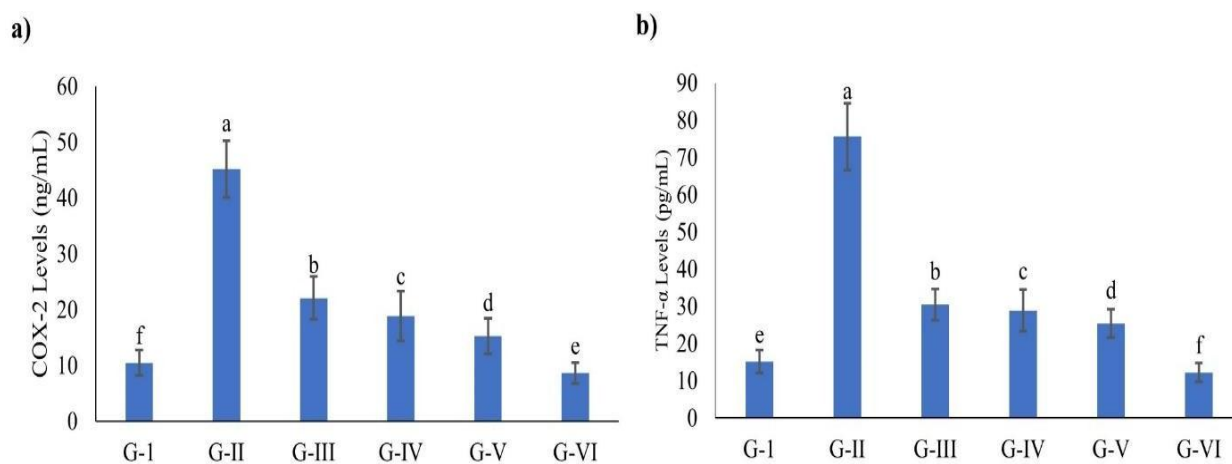 a)
COX-2 Levels (ng/mL)
60
50
40
30
20
10
0
a
b
c
d
e
f
G-1 G-II G-III G-IV G-V G-VI
b)
TNF-α Levels (pg/mL)
90
80
70
60
50
40
30
20
10
0
a
b
c
d
e
f
G-1 G-II G-III G-IV G-V G-VI